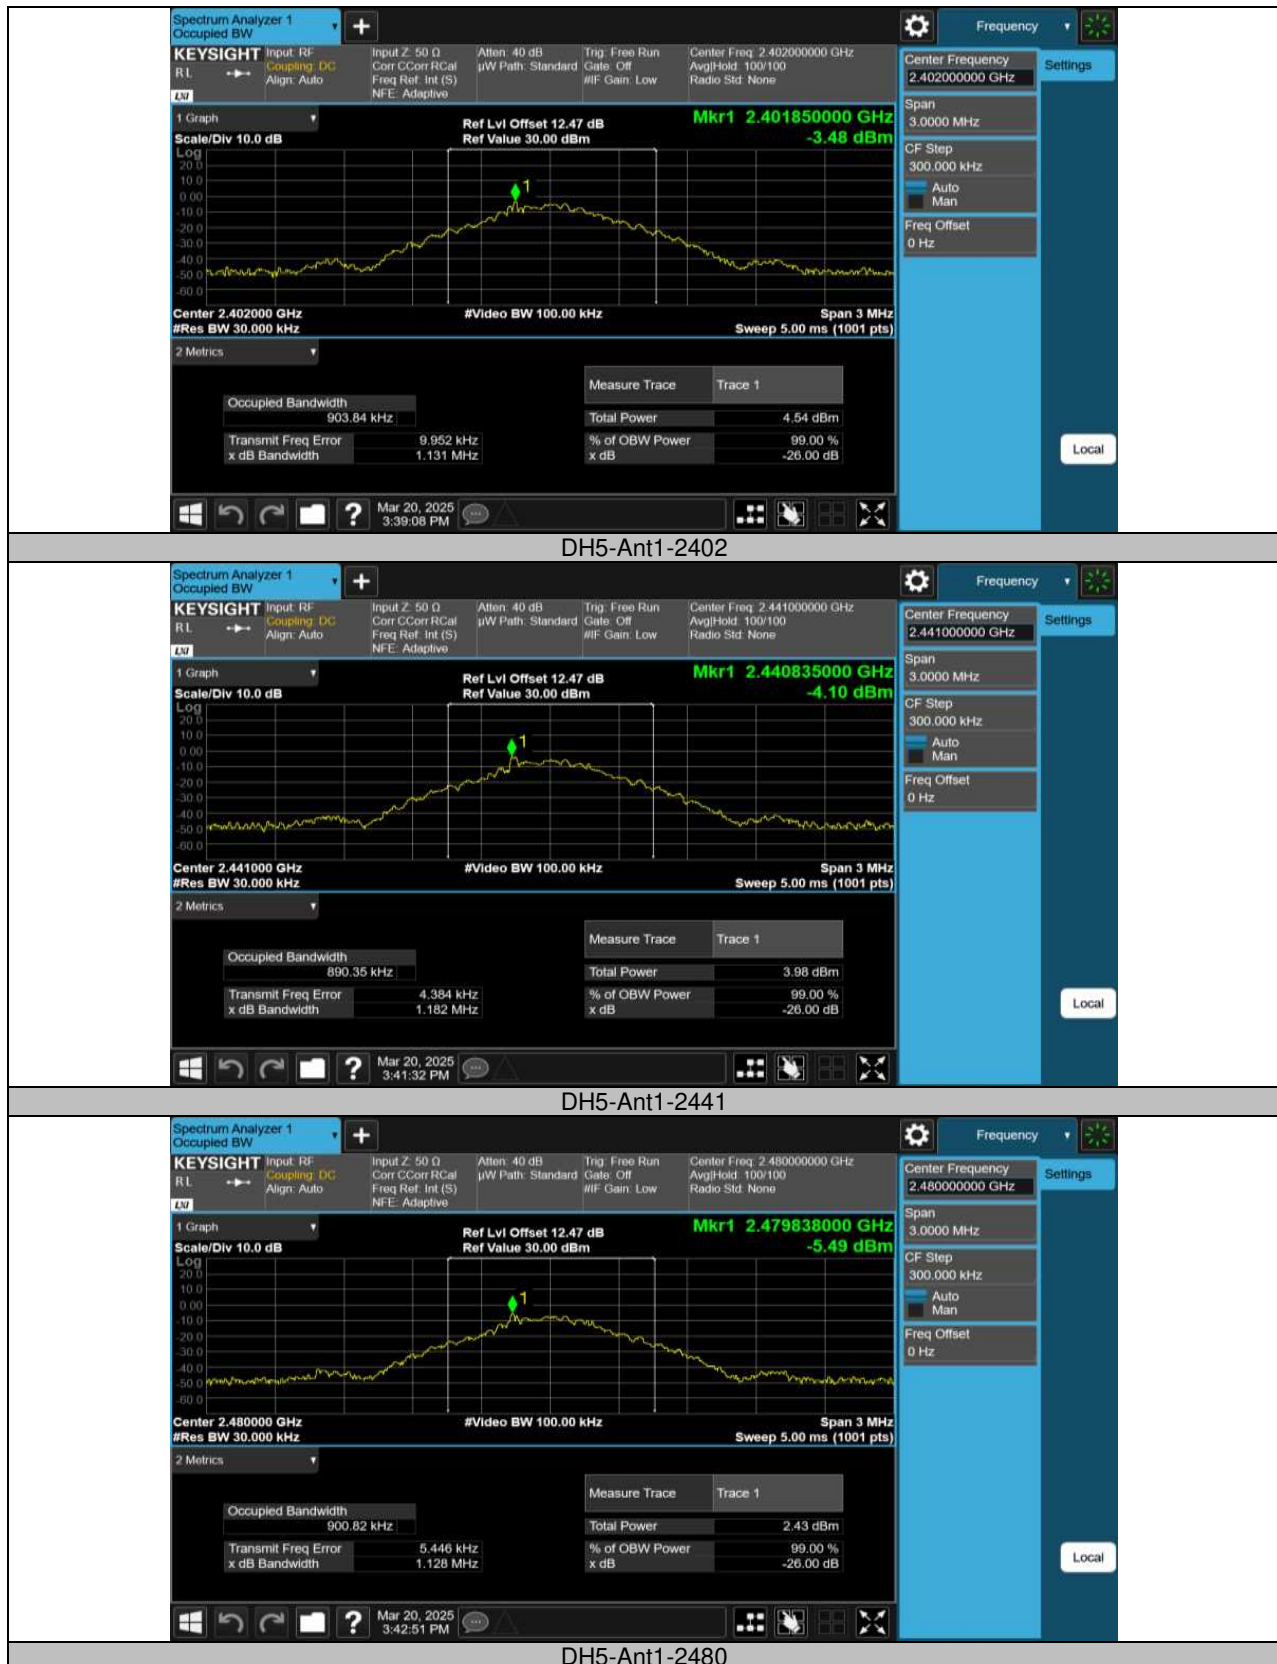 Spectrum Analyzer 1
Occupied BW
Frequency
KEYSIGHT
RL
LXI
Input: RF
Coupling: DC
Align: Auto
Input Z: 50 Ω
Corr CCorr RCal
Freq Ref: Int (S)
NFE: Adaptive
Atten: 40 dB
µW Path: Standard
Trig: Free Run
Gate: Off
#IF Gain: Low
Center Freq: 2.402000000 GHz
Avg|Hold: 100/100
Radio Std: None
Center Frequency
2.402000000 GHz
Settings
Span
3.0000 MHz
CF Step
300.000 kHz
Auto
Man
Freq Offset
0 Hz
Local
1 Graph
Scale/Div 10.0 dB
Ref Lvl Offset 12.47 dB
Ref Value 30.00 dBm
Mkr1 2.401850000 GHz
-3.48 dBm
Log
20.0
10.0
0.00
-10.0
-20.0
-30.0
-40.0
-50.0
-60.0
1
Center 2.402000 GHz
#Video BW 100.00 kHz
Span 3 MHz
#Res BW 30.000 kHz
Sweep 5.00 ms (1001 pts)
2 Metrics
Measure Trace Trace 1
Occupied Bandwidth
903.84 kHz
Total Power 4.54 dBm
Transmit Freq Error 9.952 kHz
% of OBW Power 99.00 %
x dB Bandwidth 1.131 MHz
x dB -26.00 dB
?
Mar 20, 2025
3:39:08 PM
DH5-Ant1-2402
Spectrum Analyzer 1
Occupied BW
Frequency
KEYSIGHT
RL
LXI
Input: RF
Coupling: DC
Align: Auto
Input Z: 50 Ω
Corr CCorr RCal
Freq Ref: Int (S)
NFE: Adaptive
Atten: 40 dB
µW Path: Standard
Trig: Free Run
Gate: Off
#IF Gain: Low
Center Freq: 2.441000000 GHz
Avg|Hold: 100/100
Radio Std: None
Center Frequency
2.441000000 GHz
Settings
Span
3.0000 MHz
CF Step
300.000 kHz
Auto
Man
Freq Offset
0 Hz
Local
1 Graph
Scale/Div 10.0 dB
Ref Lvl Offset 12.47 dB
Ref Value 30.00 dBm
Mkr1 2.440835000 GHz
-4.10 dBm
Log
20.0
10.0
0.00
-10.0
-20.0
-30.0
-40.0
-50.0
-60.0
1
Center 2.441000 GHz
#Video BW 100.00 kHz
Span 3 MHz
#Res BW 30.000 kHz
Sweep 5.00 ms (1001 pts)
2 Metrics
Measure Trace Trace 1
Occupied Bandwidth
890.35 kHz
Total Power 3.98 dBm
Transmit Freq Error 4.384 kHz
% of OBW Power 99.00 %
x dB Bandwidth 1.182 MHz
x dB -26.00 dB
?
Mar 20, 2025
3:41:32 PM
DH5-Ant1-2441
Spectrum Analyzer 1
Occupied BW
Frequency
KEYSIGHT
RL
LXI
Input: RF
Coupling: DC
Align: Auto
Input Z: 50 Ω
Corr CCorr RCal
Freq Ref: Int (S)
NFE: Adaptive
Atten: 40 dB
µW Path: Standard
Trig: Free Run
Gate: Off
#IF Gain: Low
Center Freq: 2.480000000 GHz
Avg|Hold: 100/100
Radio Std: None
Center Frequency
2.480000000 GHz
Settings
Span
3.0000 MHz
CF Step
300.000 kHz
Auto
Man
Freq Offset
0 Hz
Local
1 Graph
Scale/Div 10.0 dB
Ref Lvl Offset 12.47 dB
Ref Value 30.00 dBm
Mkr1 2.479838000 GHz
-5.49 dBm
Log
20.0
10.0
0.00
-10.0
-20.0
-30.0
-40.0
-50.0
-60.0
1
Center 2.480000 GHz
#Video BW 100.00 kHz
Span 3 MHz
#Res BW 30.000 kHz
Sweep 5.00 ms (1001 pts)
2 Metrics
Measure Trace Trace 1
Occupied Bandwidth
900.82 kHz
Total Power 2.43 dBm
Transmit Freq Error 5.446 kHz
% of OBW Power 99.00 %
x dB Bandwidth 1.128 MHz
x dB -26.00 dB
?
Mar 20, 2025
3:42:51 PM
DH5-Ant1-2480